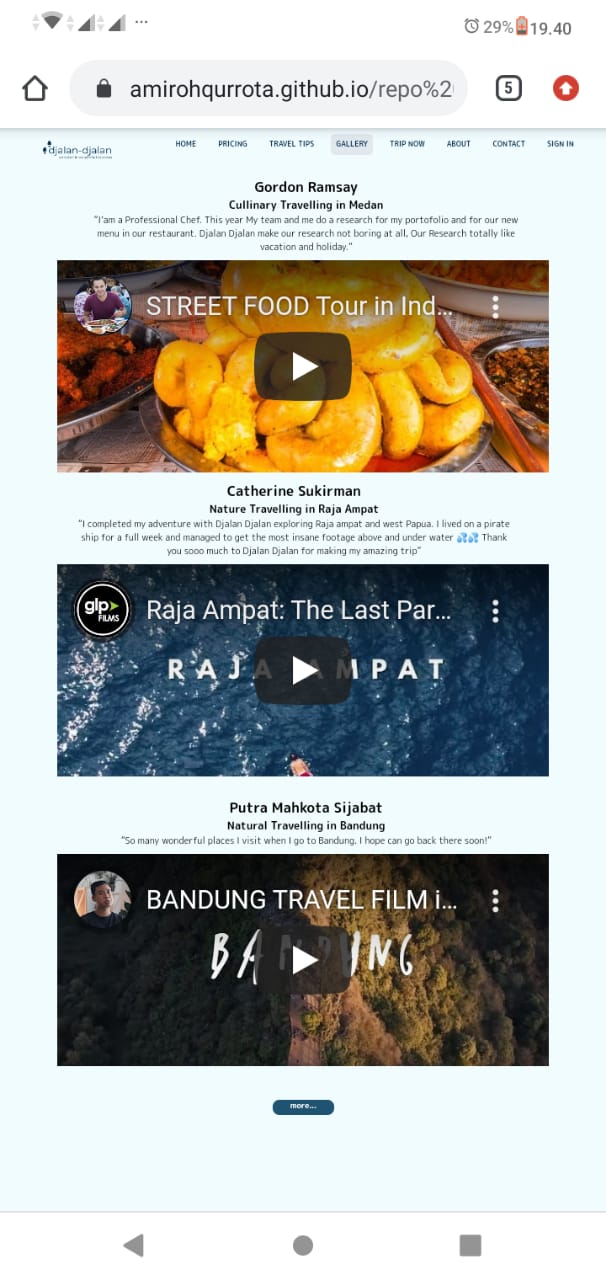 29% 19.40
amirohqurrota.github.io/repo%2
5
djalan-djalan
HOME PRICING TRAVEL TIPS GALLERY TRIP NOW ABOUT CONTACT SIGN IN
Gordon Ramsay
Cullinary Travelling in Medan
"I'am a Professional Chef. This year My team and me do a research for my portofolio and for our new
menu in our restaurant. Djalan Djalan make our research not boring at all, Our Research totally like
vacation and holiday."
STREET FOOD Tour in Ind...
Catherine Sukirman
Nature Travelling in Raja Ampat
"I completed my adventure with Djalan Djalan exploring Raja ampat and west Papua. I lived on a pirate
ship for a full week and managed to get the most insane footage above and under water 💦💦 Thank
you sooo much to Djalan Djalan for making my amazing trip"
glp FILMS
Raja Ampat: The Last Par...
RAJA AMPAT
Putra Mahkota Sijabat
Natural Travelling in Bandung
"So many wonderful places I visit when I go to Bandung. I hope can go back there soon!"
BANDUNG TRAVEL FILM i...
BANDUNG
more...